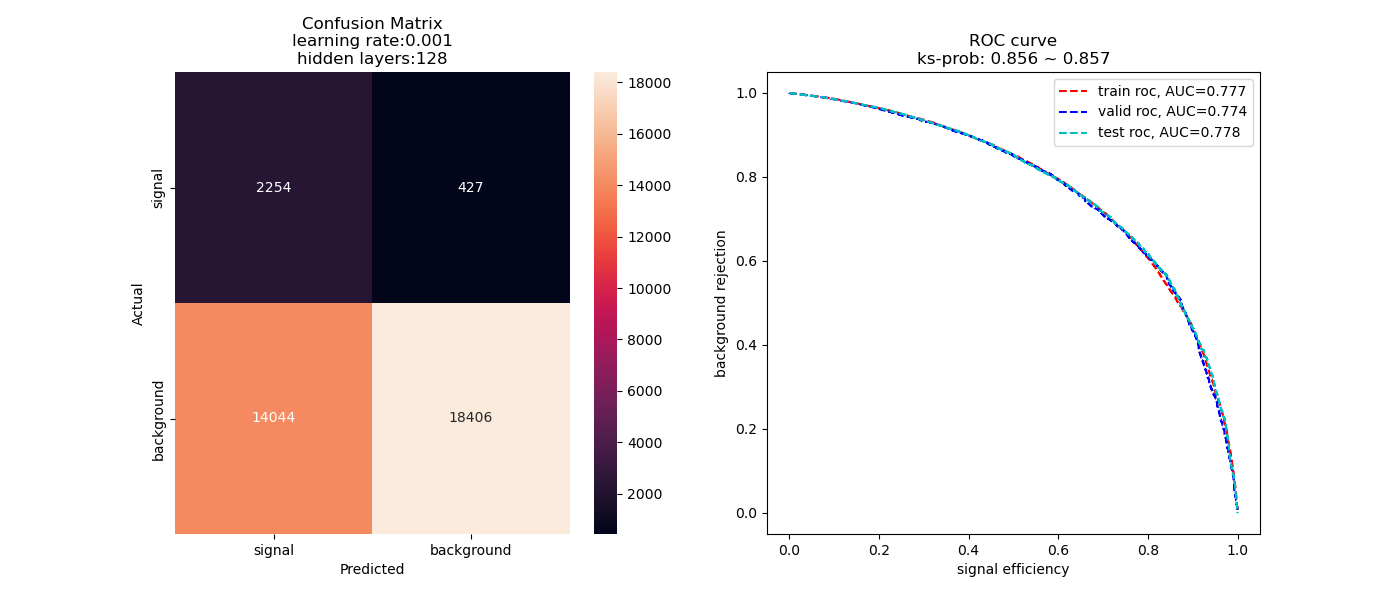 Confusion Matrix
learning rate:0.001
hidden layers:128
signal
background
Actual
2254
427
14044
18406
signal
background
Predicted
18000
16000
14000
12000
10000
8000
6000
4000
2000
ROC curve
ks-prob: 0.856 ~ 0.857
train roc, AUC=0.777
valid roc, AUC=0.774
test roc, AUC=0.778
background rejection
1.0
0.8
0.6
0.4
0.2
0.0
0.0
0.2
0.4
0.6
0.8
1.0
signal efficiency